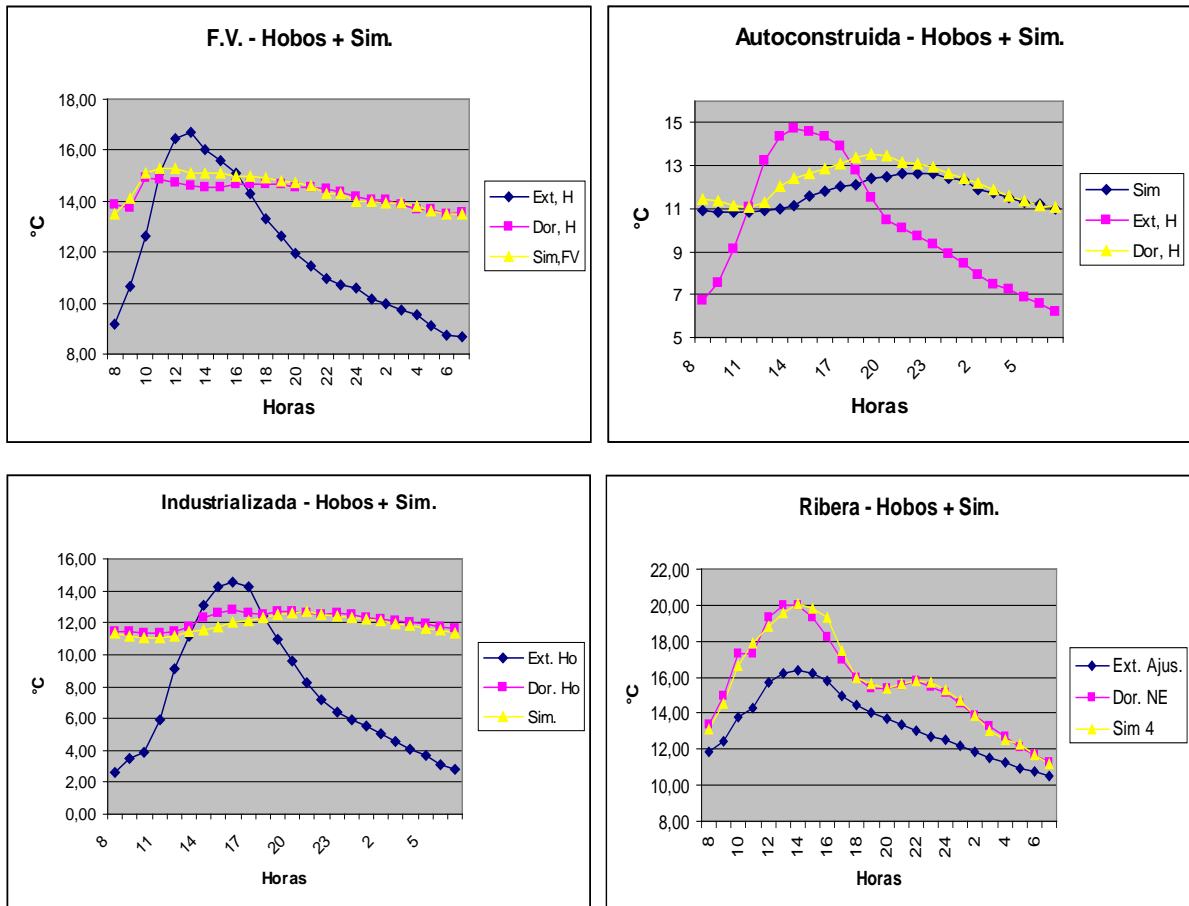 F.V. - Hobos + Sim.
°C
18,00
16,00
14,00
12,00
10,00
8,00
8
10
12
14
16
18
20
22
24
2
4
6
Horas
Ext, H
Dor, H
Sim,FV
Autoconstruida - Hobos + Sim.
°C
15
13
11
9
7
5
8
11
14
17
20
23
2
5
Horas
Sim
Ext, H
Dor, H
Industrializada - Hobos + Sim.
°C
16,00
14,00
12,00
10,00
8,00
6,00
4,00
2,00
0,00
8
11
14
17
20
23
2
5
Horas
Ext. Ho
Dor. Ho
Sim.
Ribera - Hobos + Sim.
°C
22,00
20,00
18,00
16,00
14,00
12,00
10,00
8,00
8
10
12
14
16
18
20
22
24
2
4
6
Horas
Ext. Ajus.
Dor. NE
Sim 4